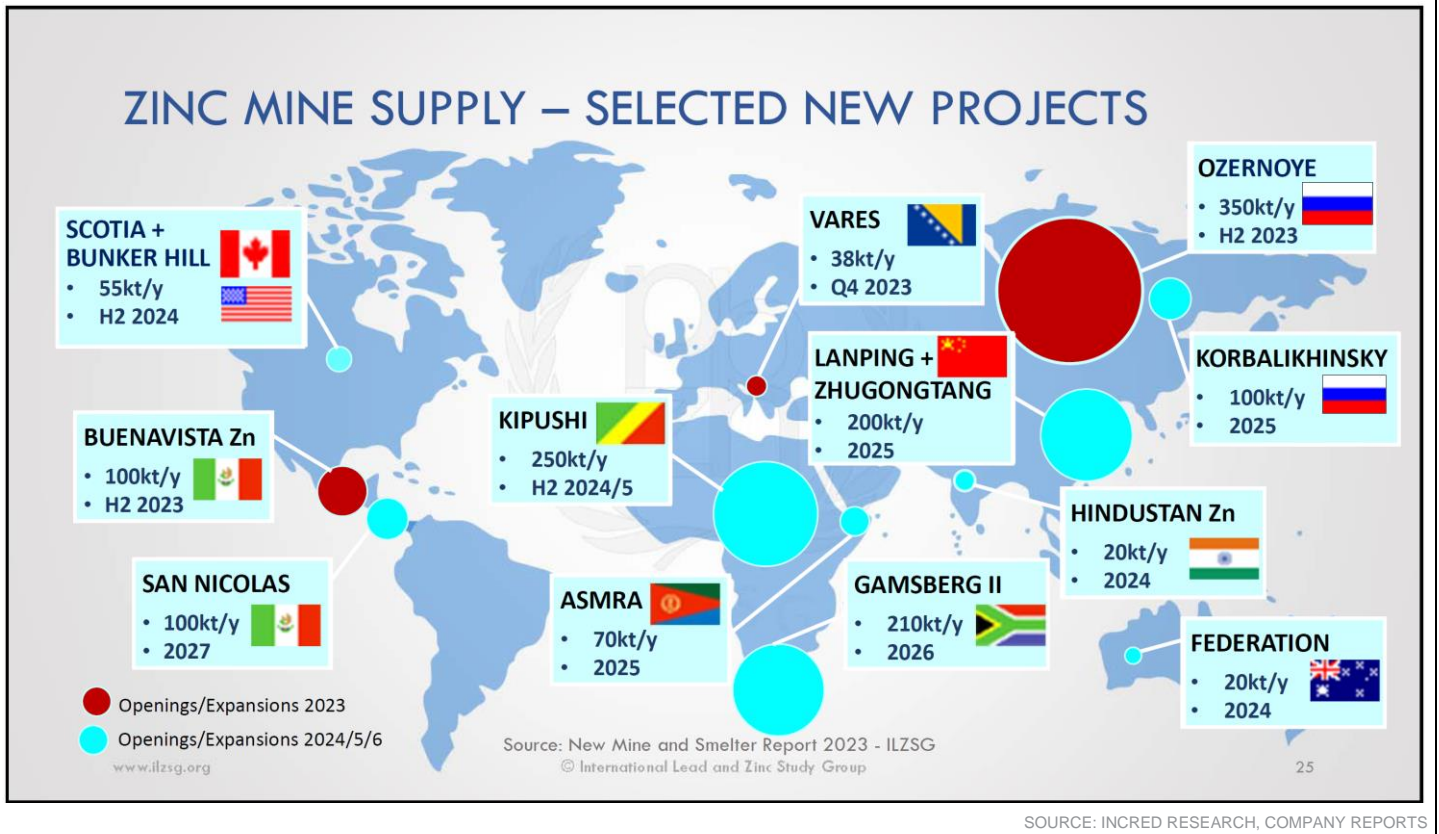 ZINC MINE SUPPLY – SELECTED NEW PROJECTS
SCOTIA +
BUNKER HILL
• 55kt/y
• H2 2024
BUENAVISTA Zn
• 100kt/y
• H2 2023
SAN NICOLAS
• 100kt/y
• 2027
KIPUSHI
• 250kt/y
• H2 2024/5
ASMRA
• 70kt/y
• 2025
VARES
• 38kt/y
• Q4 2023
LANPING +
ZHUGONGTANG
• 200kt/y
• 2025
GAMSBERG II
• 210kt/y
• 2026
OZERNOYE
• 350kt/y
• H2 2023
KORBALIKHINSKY
• 100kt/y
• 2025
HINDUSTAN Zn
• 20kt/y
• 2024
FEDERATION
• 20kt/y
• 2024
Openings/Expansions 2023
Openings/Expansions 2024/5/6
Source: New Mine and Smelter Report 2023 - ILZSG
www.ilzsg.org
© International Lead and Zinc Study Group
25
SOURCE: INCRED RESEARCH, COMPANY REPORTS